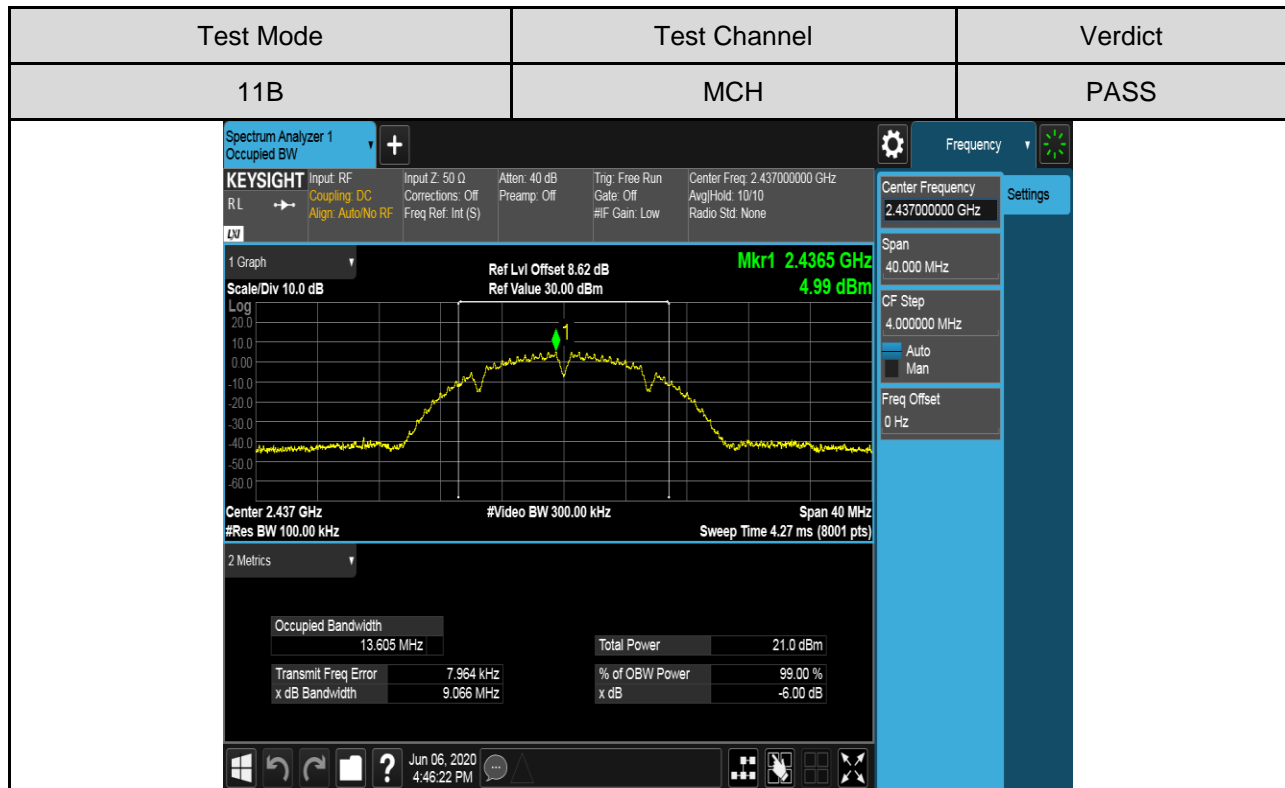 Test Mode Test Channel Verdict
11B MCH PASS
Spectrum Analyzer 1
Occupied BW
+
Frequency
KEYSIGHT Input: RF Input Z: 50 Ω Atten: 40 dB Trig: Free Run Center Freq: 2.437000000 GHz
RL Coupling: DC Corrections: Off Preamp: Off Gate: Off Avg|Hold: 10/10
Align: Auto/No RF Freq Ref: Int (S) #IF Gain: Low Radio Std: None
LXI
Center Frequency
2.437000000 GHz
Settings
Span
40.000 MHz
CF Step
4.000000 MHz
Auto
Man
Freq Offset
0 Hz
1 Graph Ref Lvl Offset 8.62 dB Mkr1 2.4365 GHz
Scale/Div 10.0 dB Ref Value 30.00 dBm 4.99 dBm
Log
20.0
10.0
0.00
-10.0
-20.0
-30.0
-40.0
-50.0
-60.0
1
Center 2.437 GHz #Video BW 300.00 kHz Span 40 MHz
#Res BW 100.00 kHz Sweep Time 4.27 ms (8001 pts)
2 Metrics
Occupied Bandwidth
13.605 MHz Total Power 21.0 dBm
Transmit Freq Error 7.964 kHz % of OBW Power 99.00 %
x dB Bandwidth 9.066 MHz x dB -6.00 dB
? Jun 06, 2020
4:46:22 PM